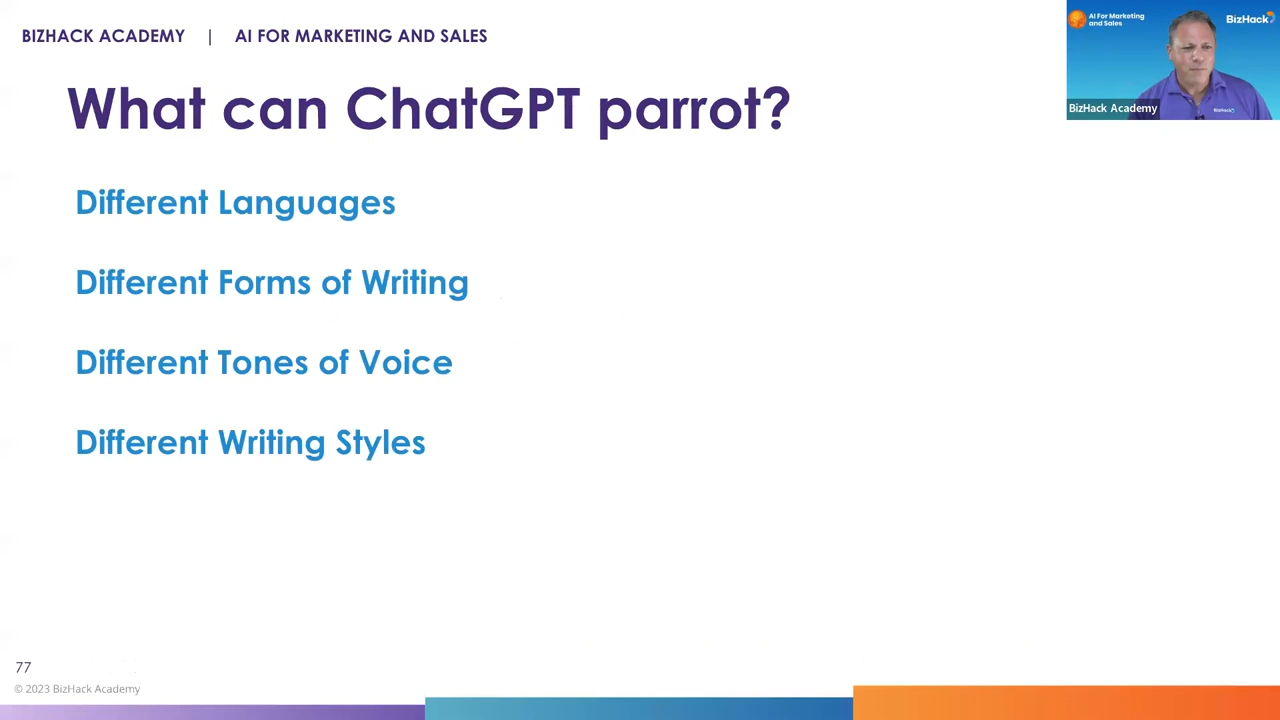 BIZHACK ACADEMY | AI FOR MARKETING AND SALES
AI For Marketing
and Sales
BizHack
BizHack
BizHack Academy
What can ChatGPT parrot?
Different Languages
Different Forms of Writing
Different Tones of Voice
Different Writing Styles
77
© 2023 BizHack Academy